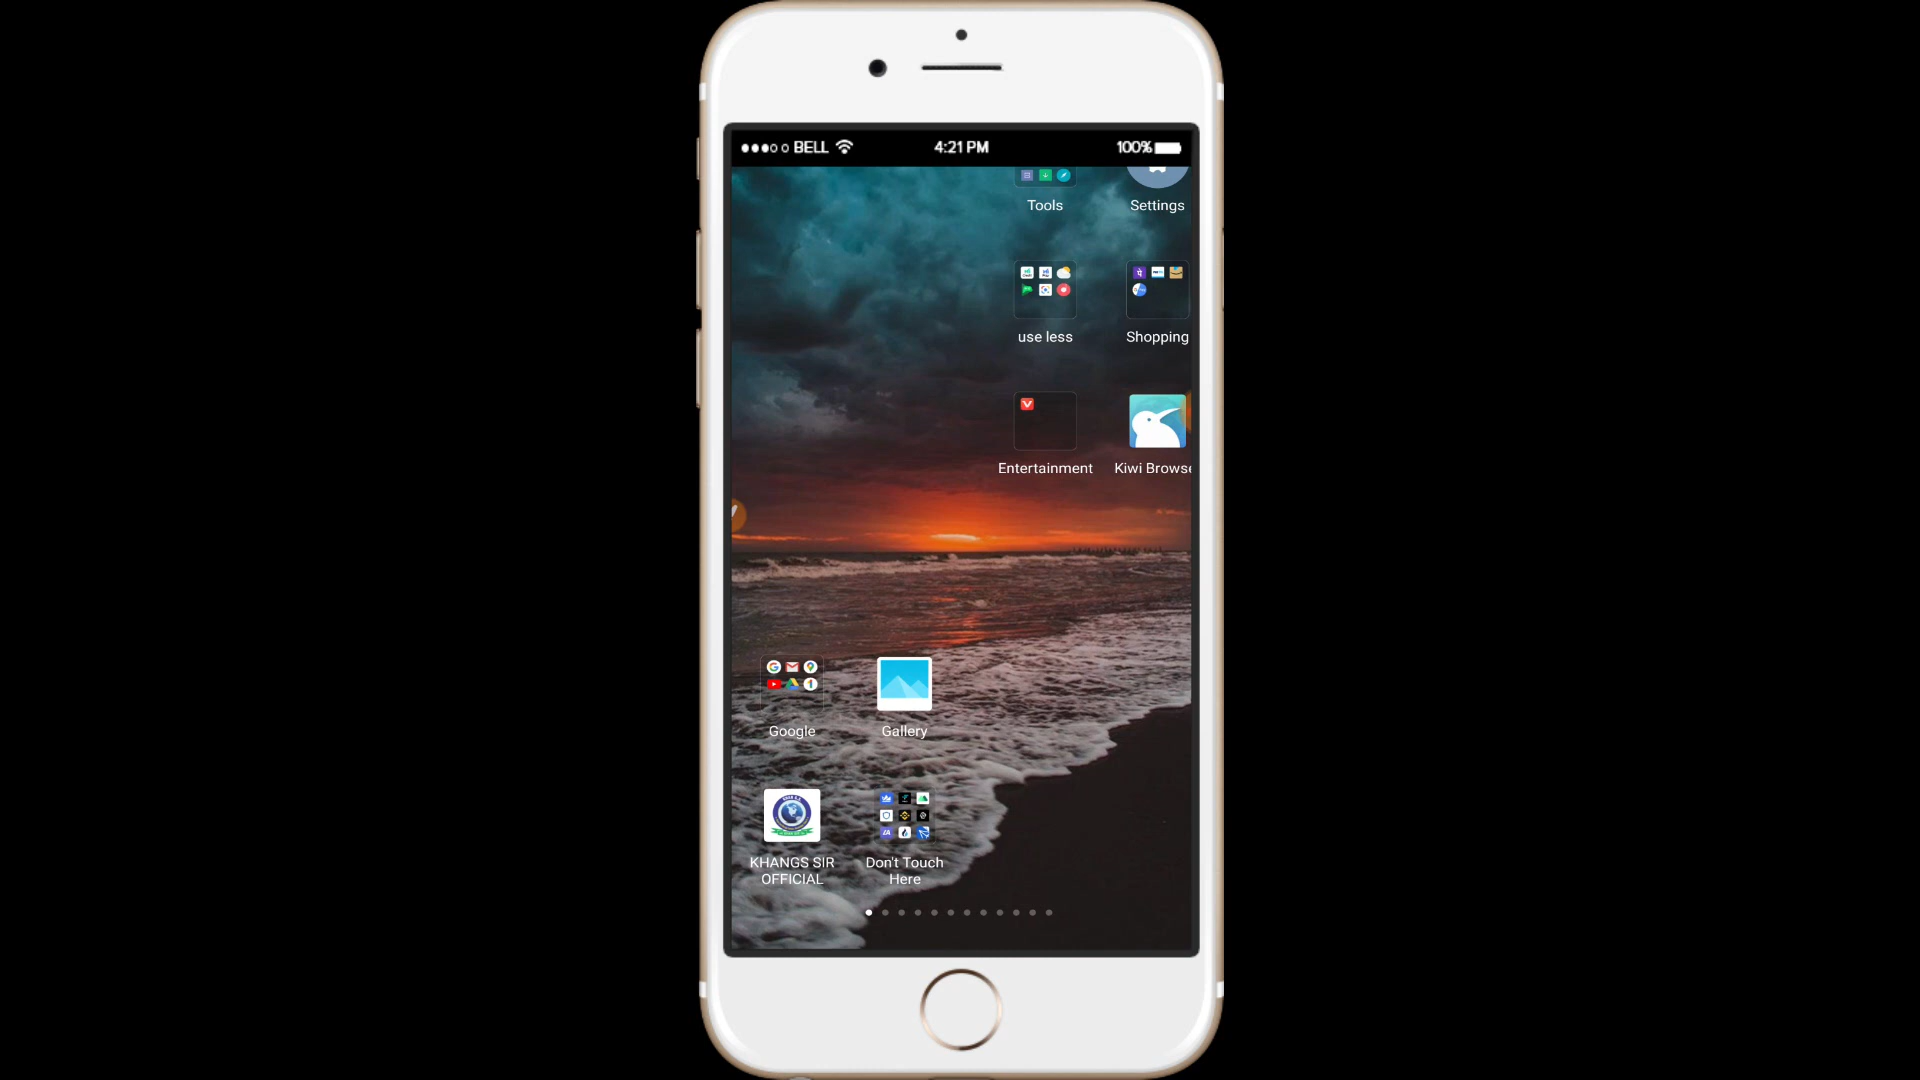 BELL 4:21 PM 100%
Tools Settings
use less Shopping
Entertainment Kiwi Browse
Google Gallery
KHANGS SIR Don't Touch
OFFICIAL Here